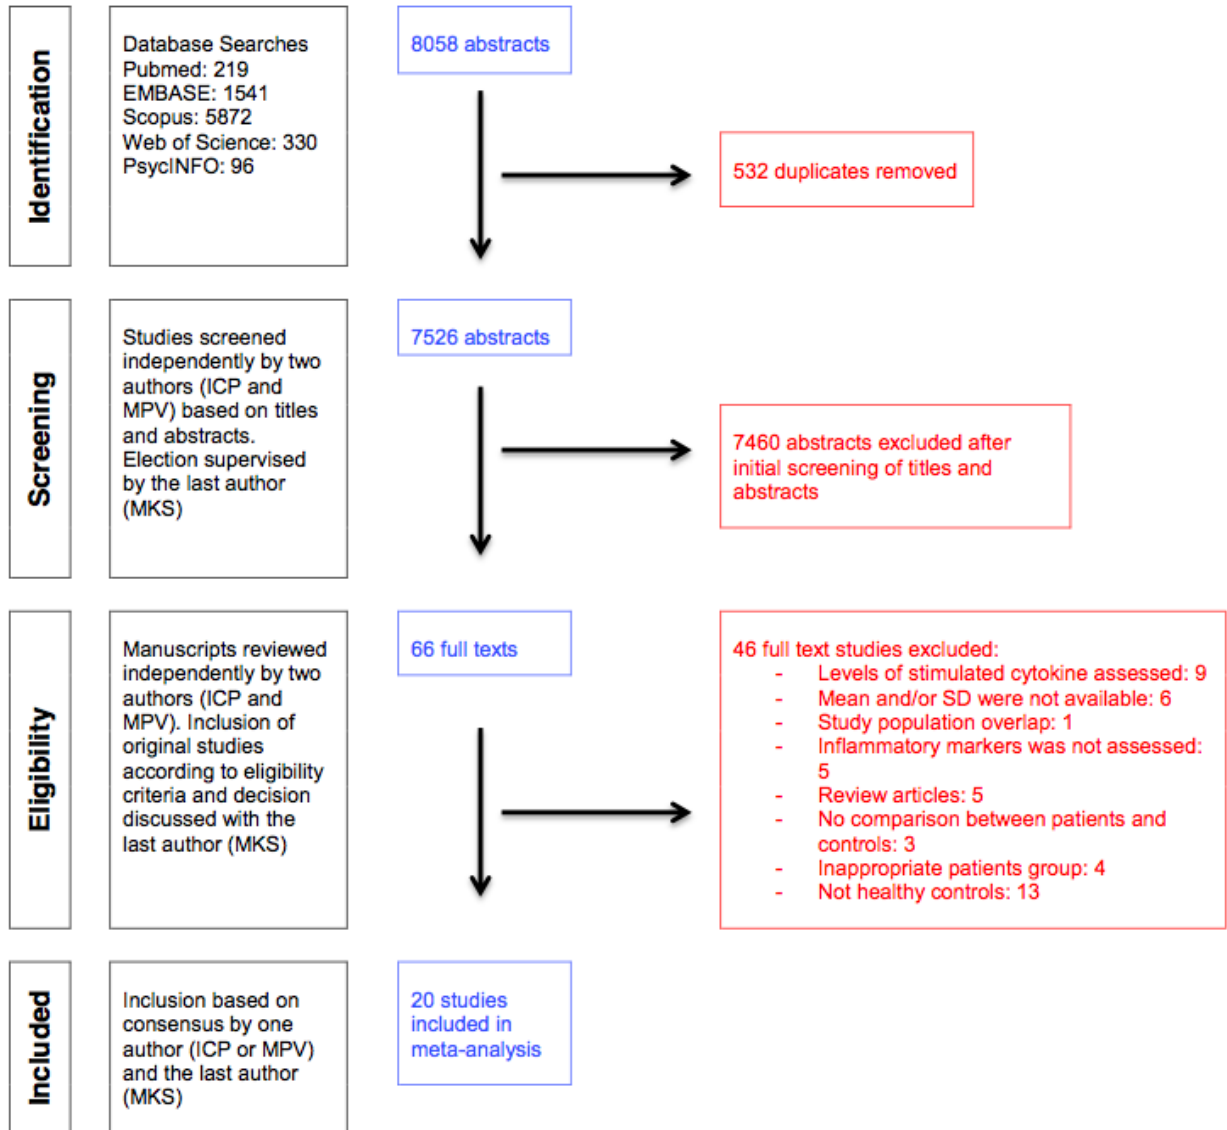 Identification
Database Searches
Pubmed: 219
EMBASE: 1541
Scopus: 5872
Web of Science: 330
PsycINFO: 96
8058 abstracts
532 duplicates removed
Screening
Studies screened
independently by two
authors (ICP and
MPV) based on titles
and abstracts.
Election supervised
by the last author
(MKS)
7526 abstracts
7460 abstracts excluded after
initial screening of titles and
abstracts
Eligibility
Manuscripts reviewed
independently by two
authors (ICP and
MPV). Inclusion of
original studies
according to eligibility
criteria and decision
discussed with the
last author (MKS)
66 full texts
46 full text studies excluded:
- Levels of stimulated cytokine assessed: 9
- Mean and/or SD were not available: 6
- Study population overlap: 1
- Inflammatory markers was not assessed:
5
- Review articles: 5
- No comparison between patients and
controls: 3
- Inappropriate patients group: 4
- Not healthy controls: 13
Included
Inclusion based on
consensus by one
author (ICP or MPV)
and the last author
(MKS)
20 studies
included in
meta-analysis